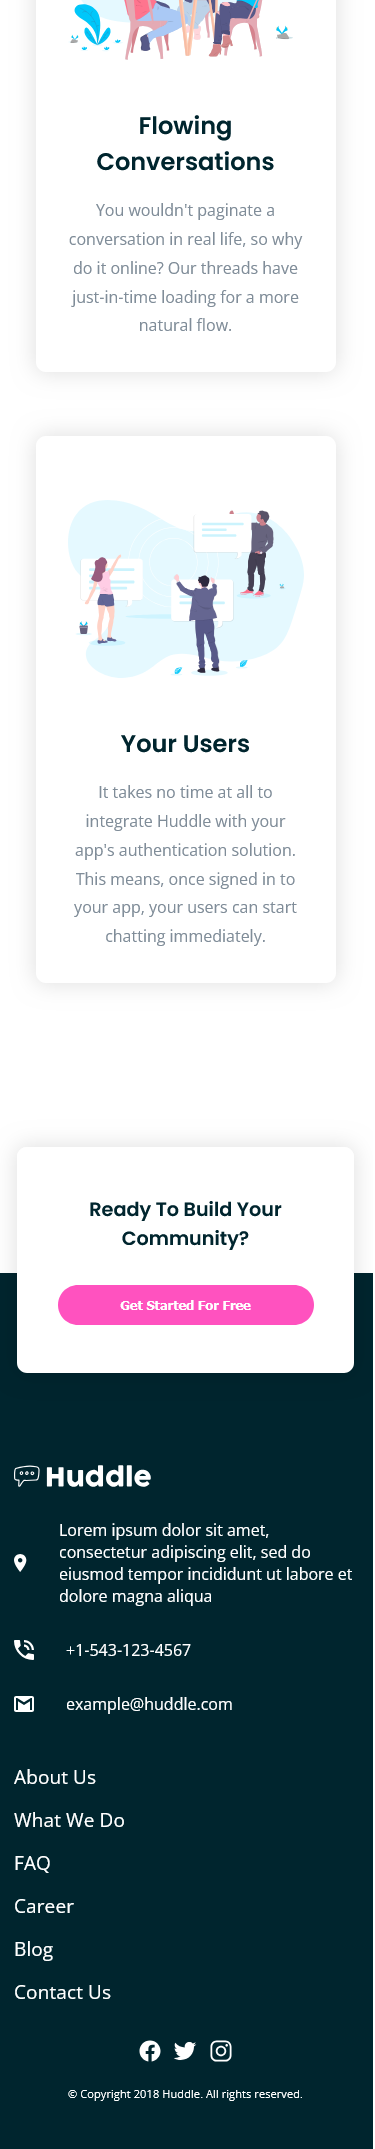 Flowing
Conversations
You wouldn't paginate a
conversation in real life, so why
do it online? Our threads have
just-in-time loading for a more
natural flow.
Your Users
It takes no time at all to
integrate Huddle with your
app's authentication solution.
This means, once signed in to
your app, your users can start
chatting immediately.
Ready To Build Your
Community?
Get Started For Free
Huddle
Lorem ipsum dolor sit amet,
consectetur adipiscing elit, sed do
eiusmod tempor incididunt ut labore et
dolore magna aliqua
+1-543-123-4567
example@huddle.com
About Us
What We Do
FAQ
Career
Blog
Contact Us
© Copyright 2018 Huddle. All rights reserved.